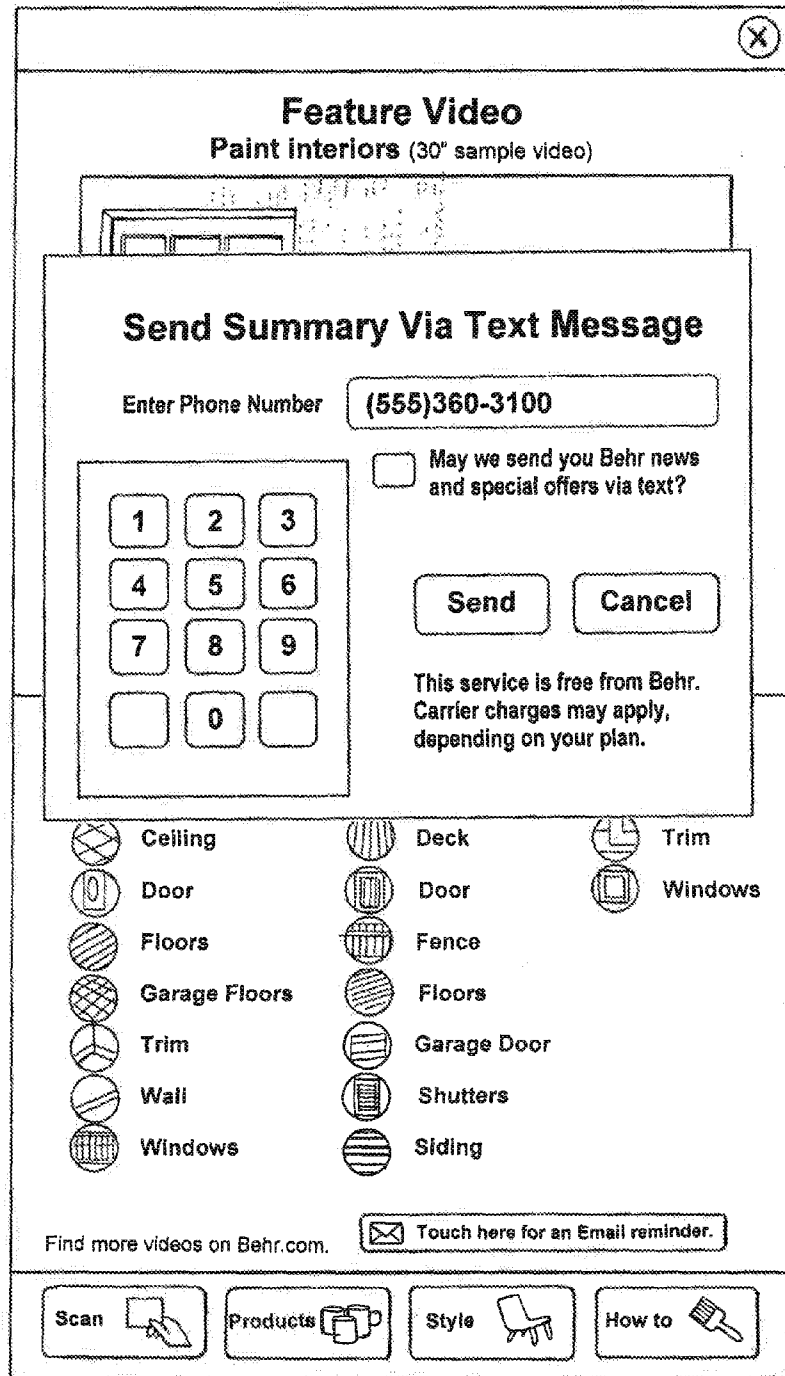 Feature Video
Paint interiors (30" sample video)
Send Summary Via Text Message
Enter Phone Number (555)360-3100
May we send you Behr news
and special offers via text?
1 2 3
4 5 6
7 8 9
0
Send Cancel
This service is free from Behr.
Carrier charges may apply,
depending on your plan.
Ceiling Deck Trim
Door Door Windows
Floors Fence
Garage Floors Floors
Trim Garage Door
Wall Shutters
Windows Siding
Find more videos on Behr.com. Touch here for an Email reminder.
Scan Products Style How to